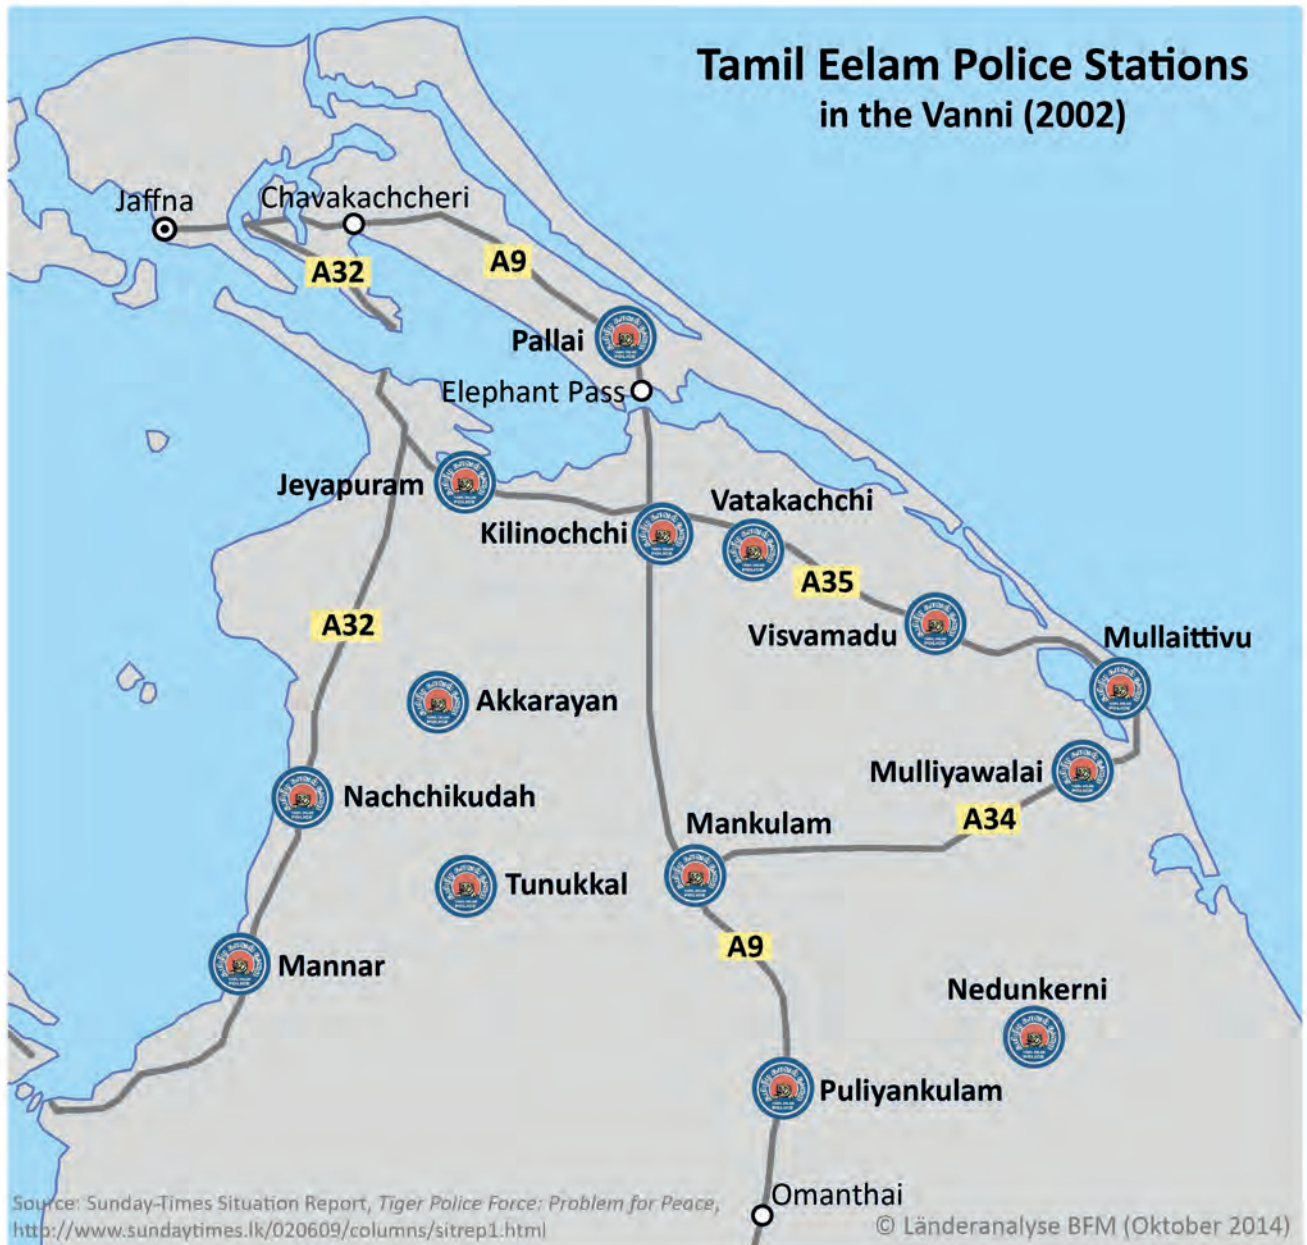 Tamil Eelam Police Stations
in the Vanni (2002)
Jaffna
Chavakachcheri
A32
A9
Pallai
Elephant Pass
Jeyapuram
Vatakachchi
Kilinochchi
A35
A32
Visvamadu
Mullaittivu
Akkarayan
Mulliyawalai
Nachchikudah
A34
Mankulam
Tunukkal
A9
Mannar
Nedunkerni
Puliyankulam
Omanthai
Source: Sunday-Times Situation Report, Tiger Police Force: Problem for Peace,
http://www.sundaytimes.lk/020609/columns/sitrep1.html
© Länderanalyse BFM (Oktober 2014)